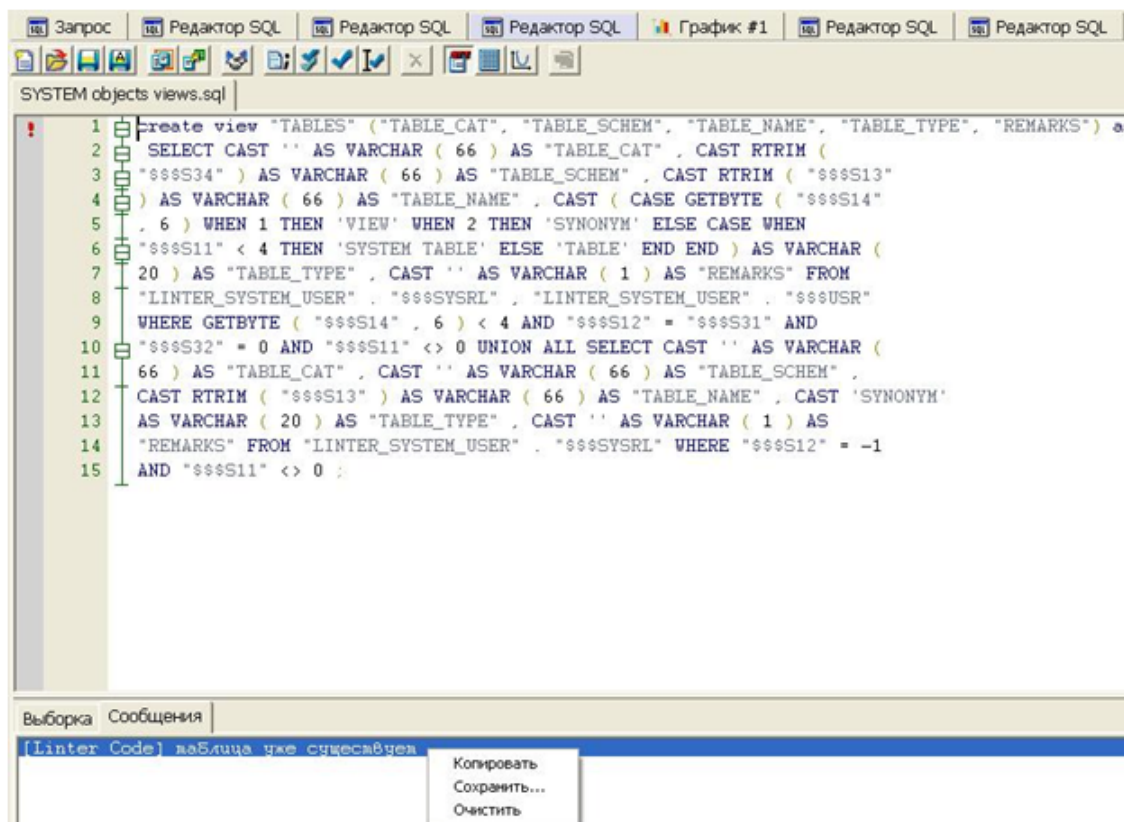 Запрос Редактор SQL Редактор SQL Редактор SQL График #1 Редактор SQL Редактор SQL
SYSTEM objects views.sql
1 create view "TABLES" ("TABLE_CAT", "TABLE_SCHEM", "TABLE_NAME", "TABLE_TYPE", "REMARKS") a
2 SELECT CAST '' AS VARCHAR ( 66 ) AS "TABLE_CAT" , CAST RTRIM (
3 "$$$S34" ) AS VARCHAR ( 66 ) AS "TABLE_SCHEM" , CAST RTRIM ( "$$$S13"
4 ) AS VARCHAR ( 66 ) AS "TABLE_NAME" , CAST ( CASE GETBYTE ( "$$$S14"
5 , 6 ) WHEN 1 THEN 'VIEW' WHEN 2 THEN 'SYNONYM' ELSE CASE WHEN
6 "$$$S11" < 4 THEN 'SYSTEM TABLE' ELSE 'TABLE' END END ) AS VARCHAR (
7 20 ) AS "TABLE_TYPE" , CAST '' AS VARCHAR ( 1 ) AS "REMARKS" FROM
8 "LINTER_SYSTEM_USER" . "$$$SYSRL" , "LINTER_SYSTEM_USER" . "$$$USR"
9 WHERE GETBYTE ( "$$$S14" , 6 ) < 4 AND "$$$S12" = "$$$S31" AND
10 "$$$S32" = 0 AND "$$$S11" <> 0 UNION ALL SELECT CAST '' AS VARCHAR (
11 66 ) AS "TABLE_CAT" , CAST '' AS VARCHAR ( 66 ) AS "TABLE_SCHEM" ,
12 CAST RTRIM ( "$$$S13" ) AS VARCHAR ( 66 ) AS "TABLE_NAME" , CAST 'SYNONYM'
13 AS VARCHAR ( 20 ) AS "TABLE_TYPE" , CAST '' AS VARCHAR ( 1 ) AS
14 "REMARKS" FROM "LINTER_SYSTEM_USER" . "$$$SYSRL" WHERE "$$$S12" = -1
15 AND "$$$S11" <> 0 ;
Выборка Сообщения
[Linter Code] таблица уже существует
Копировать
Сохранить...
Очистить